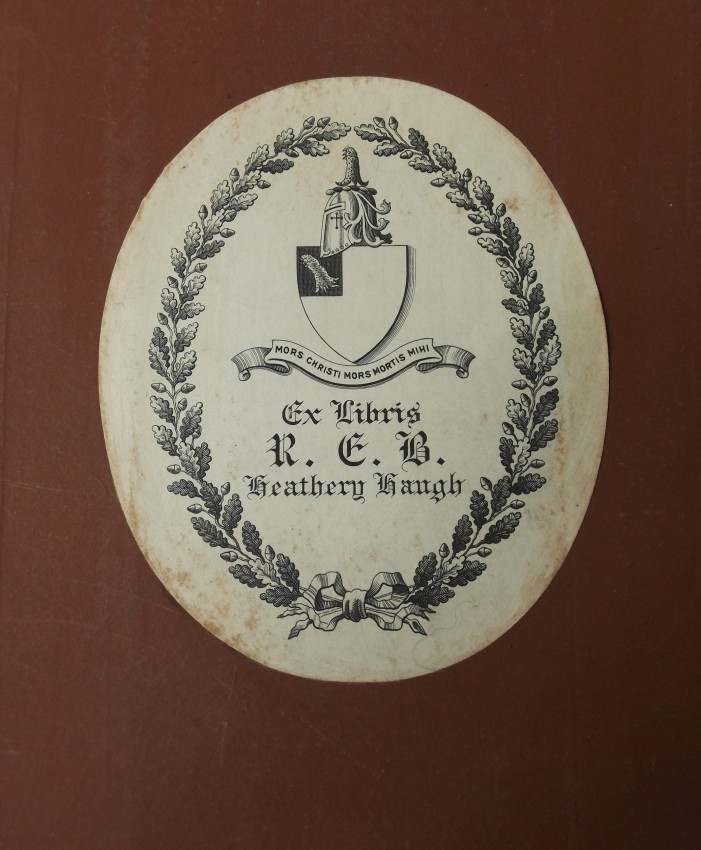 MORS CHRISTI MORS MORTIS MIHI
Ex Libris
R. E. B.
Heathery Haugh